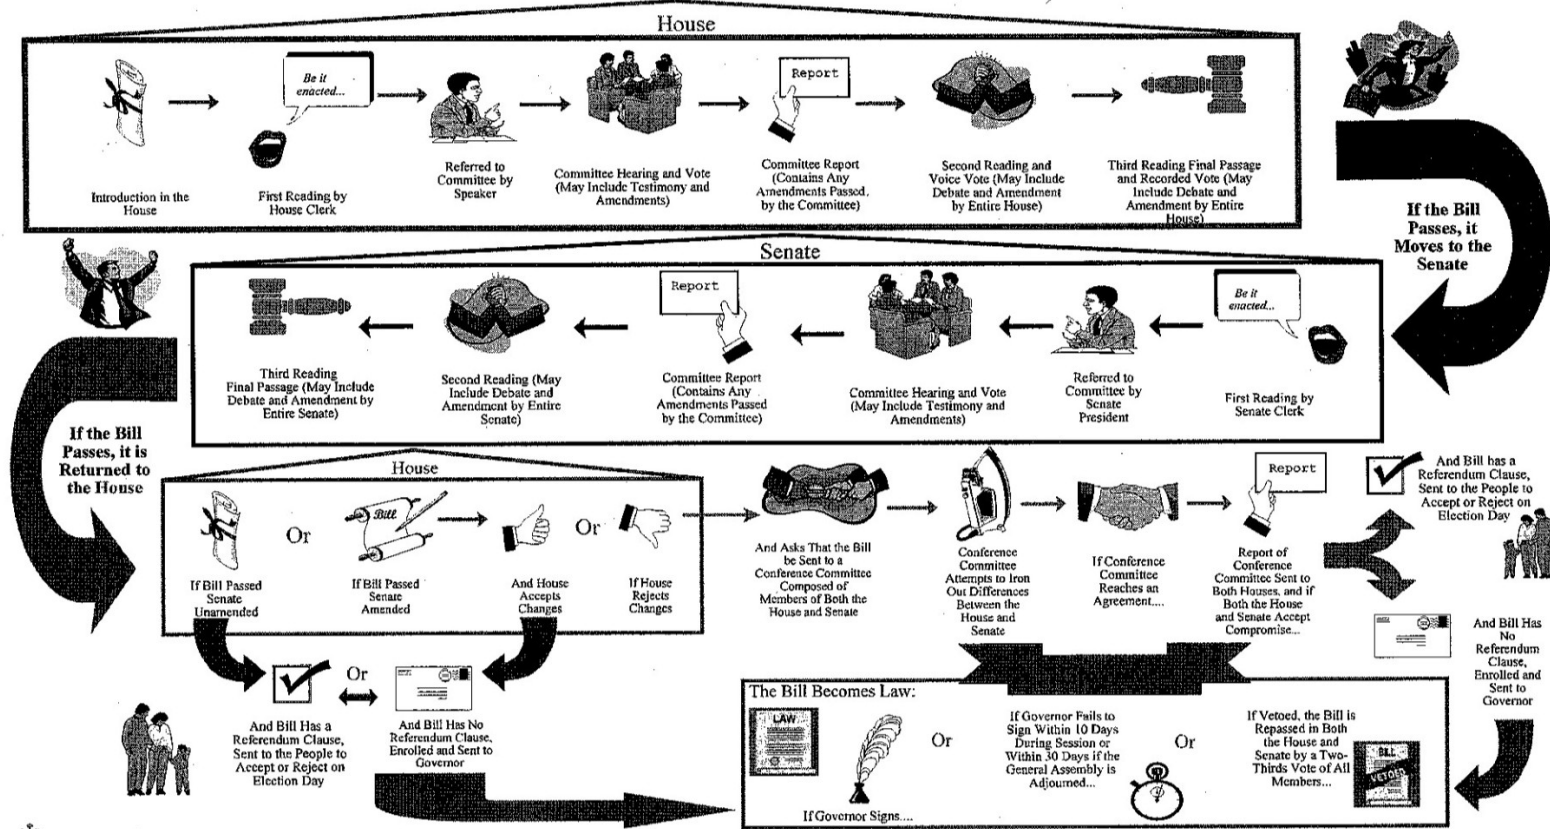 House
Be it
enacted...
Report
Introduction in the
House
First Reading by
House Clerk
Referred to
Committee by
Speaker
Committee Hearing and Vote
(May Include Testimony and
Amendments)
Committee Report
(Contains Any
Amendments Passed
by the Committee)
Second Reading and
Voice Vote (May Include
Debate and Amendment
by Entire House)
Third Reading Final Passage
and Recorded Vote (May
Include Debate and
Amendment by Entire
House)
If the Bill
Passes, it
Moves to the
Senate
Senate
Report
Be it
enacted...
Third Reading
Final Passage (May Include
Debate and Amendment by
Entire Senate)
Second Reading (May
Include Debate and
Amendment by Entire
Senate)
Committee Report
(Contains Any
Amendments Passed
by the Committee)
Committee Hearing and Vote
(May Include Testimony and
Amendments)
Referred to
Committee by
Senate
President
First Reading by
Senate Clerk
If the Bill
Passes, it is
Returned to
the House
House
Or
Bill
Or
If Bill Passed
Senate
Unamended
If Bill Passed
Senate
Amended
And House
Accepts
Changes
If House
Rejects
Changes
And Asks That the Bill
be Sent to a
Conference Committee
Composed of
Members of Both the
House and Senate
Conference
Committee
Attempts to Iron
Out Differences
Between the
House and
Senate
If Conference
Committee
Reaches an
Agreement....
Report
Report of
Conference
Committee Sent to
Both Houses, and if
Both the House
and Senate Accept
Compromise...
And Bill has a
Referendum Clause,
Sent to the People to
Accept or Reject on
Election Day
And Bill Has
No
Referendum
Clause,
Enrolled and
Sent to
Governor
Or
And Bill Has a
Referendum Clause,
Sent to the People to
Accept or Reject on
Election Day
And Bill Has No
Referendum Clause,
Enrolled and Sent to
Governor
The Bill Becomes Law:
LAW
If Governor Signs....
Or
If Governor Fails to
Sign Within 10 Days
During Session or
Within 30 Days if the
General Assembly is
Adjourned...
Or
If Vetoed, the Bill is
Repassed in Both
the House and
Senate by a Two-
Thirds Vote of All
Members...
BILL
VETOED